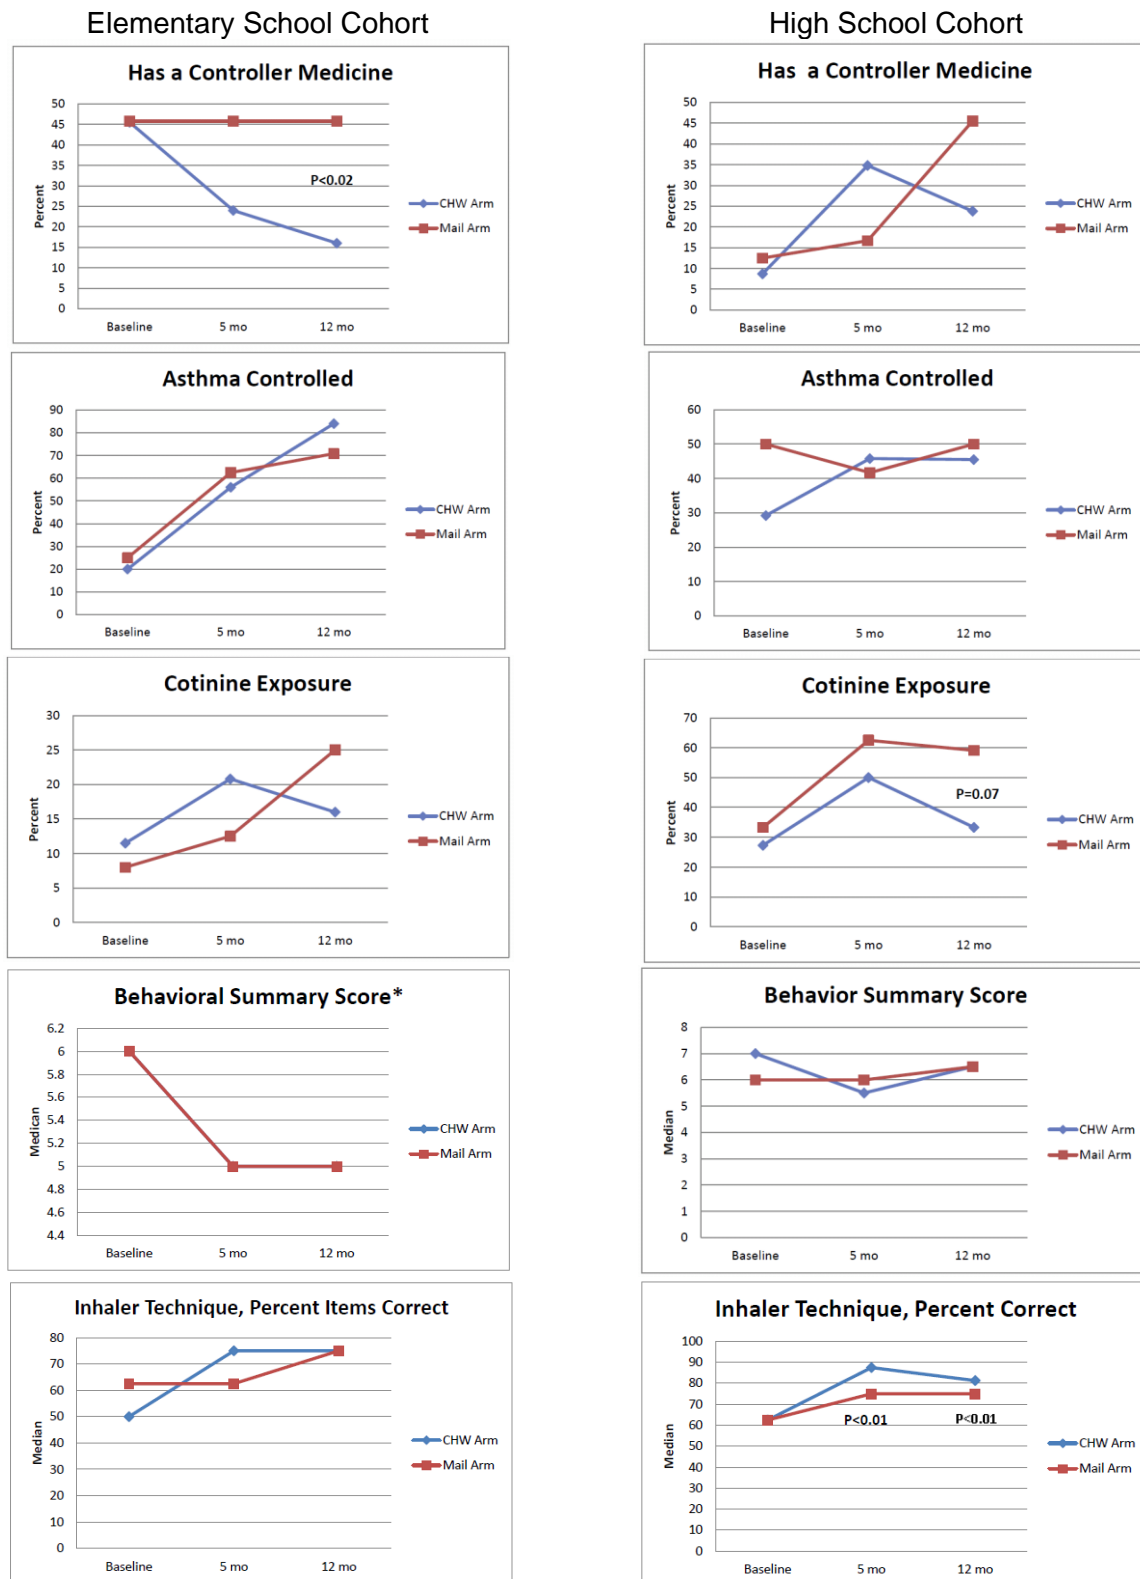 Elementary School Cohort
High School Cohort
Has a Controller Medicine
50
45
40
35
30
25
20
15
10
5
0
Percent
P<0.02
Baseline
5 mo
12 mo
CHW Arm
Mail Arm
Has a Controller Medicine
50
45
40
35
30
25
20
15
10
5
0
Percent
Baseline
5 mo
12 mo
CHW Arm
Mail Arm
Asthma Controlled
90
80
70
60
50
40
30
20
10
0
Percent
Baseline
5 mo
12 mo
CHW Arm
Mail Arm
Asthma Controlled
60
50
40
30
20
10
0
Percent
Baseline
5 mo
12 mo
CHW Arm
Mail Arm
Cotinine Exposure
30
25
20
15
10
5
0
Percent
Baseline
5 mo
12 mo
CHW Arm
Mail Arm
Cotinine Exposure
70
60
50
40
30
20
10
0
Percent
P=0.07
Baseline
5 mo
12 mo
CHW Arm
Mail Arm
Behavioral Summary Score*
6.2
6
5.8
5.6
5.4
5.2
5
4.8
4.6
4.4
Medican
Baseline
5 mo
12 mo
CHW Arm
Mail Arm
Behavior Summary Score
8
7
6
5
4
3
2
1
0
Median
Baseline
5 mo
12 mo
CHW Arm
Mail Arm
Inhaler Technique, Percent Items Correct
80
70
60
50
40
30
20
10
0
Median
Baseline
5 mo
12 mo
CHW Arm
Mail Arm
Inhaler Technique, Percent Correct
100
90
80
70
60
50
40
30
20
10
0
Median
P<0.01
P<0.01
Baseline
5 mo
12 mo
CHW Arm
Mail Arm